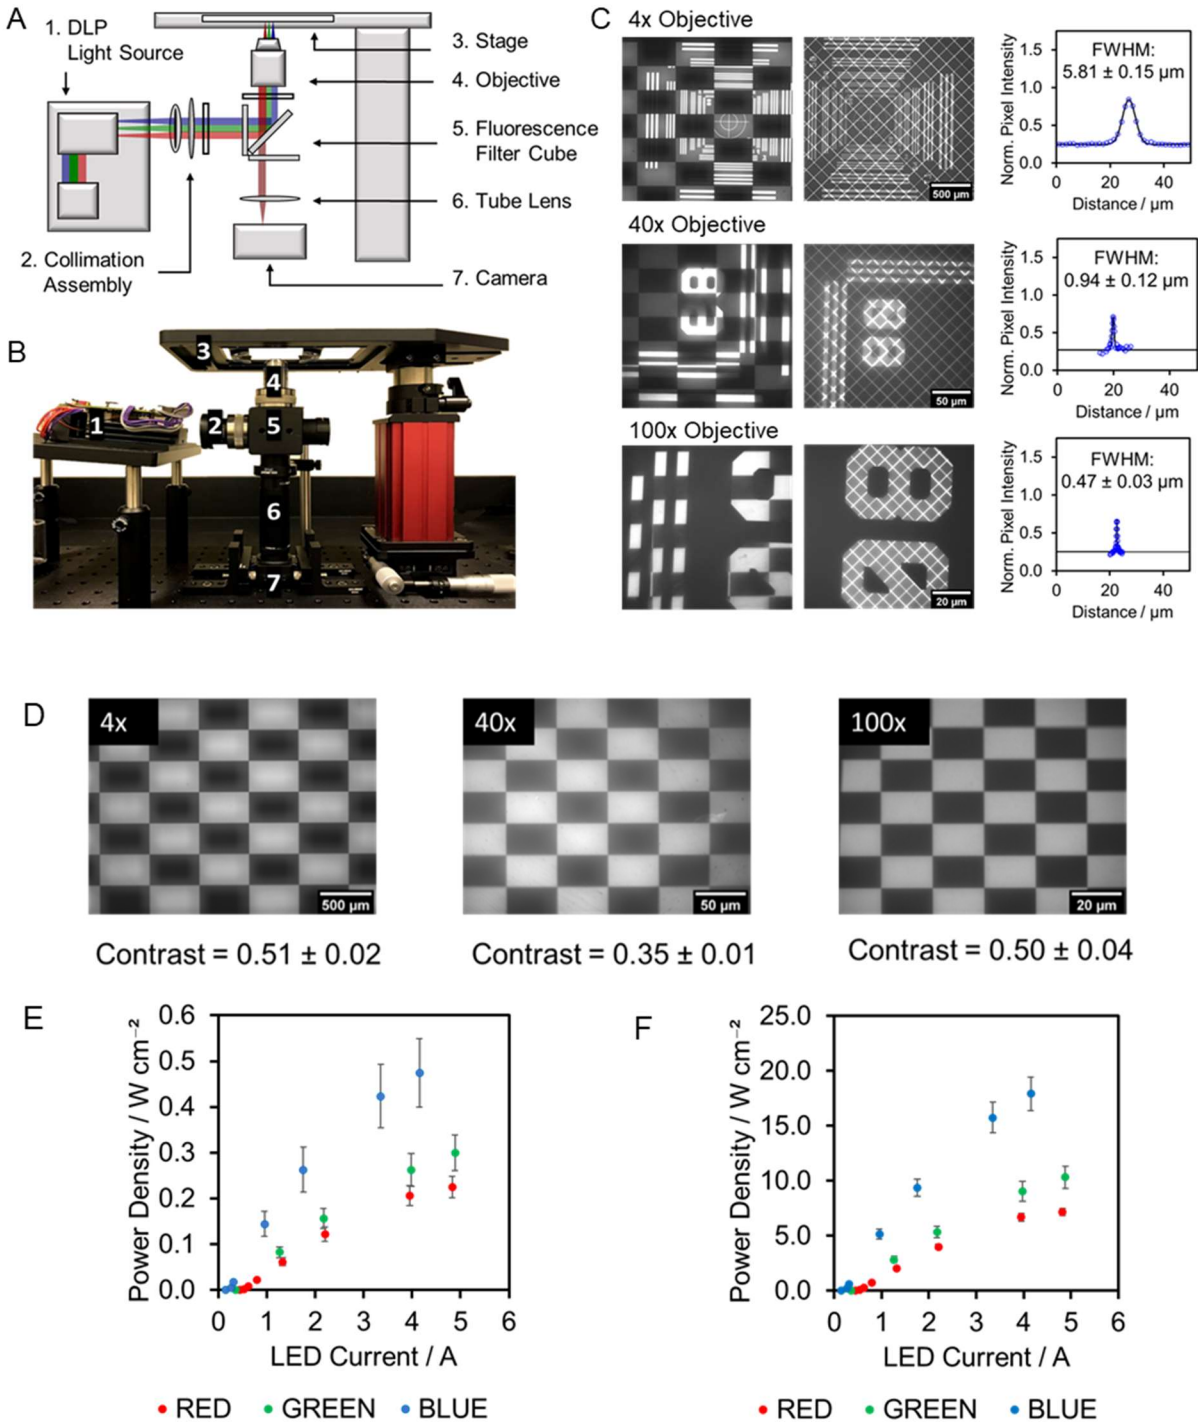 A
1. DLP
Light Source
3. Stage
4. Objective
5. Fluorescence
Filter Cube
6. Tube Lens
2. Collimation
Assembly
7. Camera
B
1
2
3
4
5
6
7
C
4x Objective
500 µm
Norm. Pixel Intensity
1.5
1.0
0.5
0.0
FWHM:
5.81 ± 0.15 µm
0 20 40
Distance / µm
40x Objective
50 µm
Norm. Pixel Intensity
1.5
1.0
0.5
0.0
FWHM:
0.94 ± 0.12 µm
0 20 40
Distance / µm
100x Objective
20 µm
Norm. Pixel Intensity
1.5
1.0
0.5
0.0
FWHM:
0.47 ± 0.03 µm
0 20 40
Distance / µm
D
4x
500 µm
40x
50 µm
100x
20 µm
Contrast = 0.51 ± 0.02
Contrast = 0.35 ± 0.01
Contrast = 0.50 ± 0.04
E
Power Density / W cm⁻²
0.6
0.5
0.4
0.3
0.2
0.1
0.0
0 1 2 3 4 5 6
LED Current / A
RED GREEN BLUE
F
Power Density / W cm⁻²
25.0
20.0
15.0
10.0
5.0
0.0
0 1 2 3 4 5 6
LED Current / A
RED GREEN BLUE